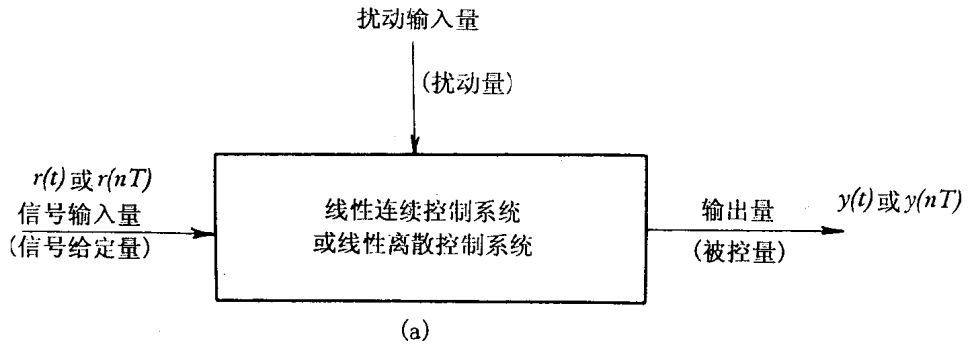 扰动输入量
(扰动量)
r(t)或r(nT)
信号输入量
(信号给定量)
线性连续控制系统
或线性离散控制系统
输出量
(被控量)
y(t)或y(nT)
(a)